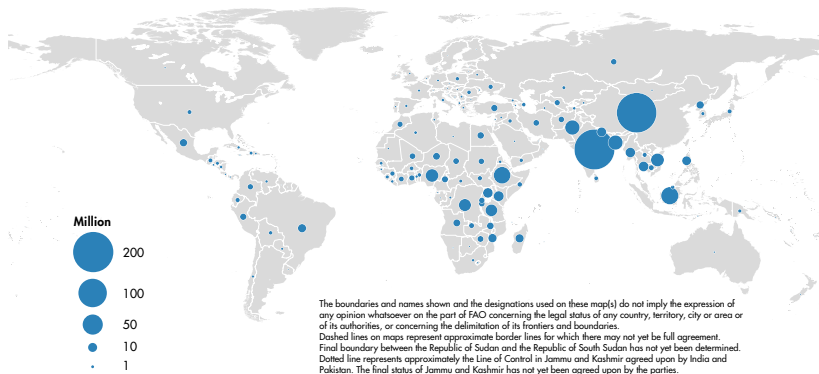 Million
200
100
50
10
1
The boundaries and names shown and the designations used on these map(s) do not imply the expression of
any opinion whatsoever on the part of FAO concerning the legal status of any country, territory, city or area or
of its authorities, or concerning the delimitation of its frontiers and boundaries.
Dashed lines on maps represent approximate border lines for which there may not yet be full agreement.
Final boundary between the Republic of Sudan and the Republic of South Sudan has not yet been determined.
Dotted line represents approximately the Line of Control in Jammu and Kashmir agreed upon by India and
Pakistan. The final status of Jammu and Kashmir has not yet been agreed upon by the parties.